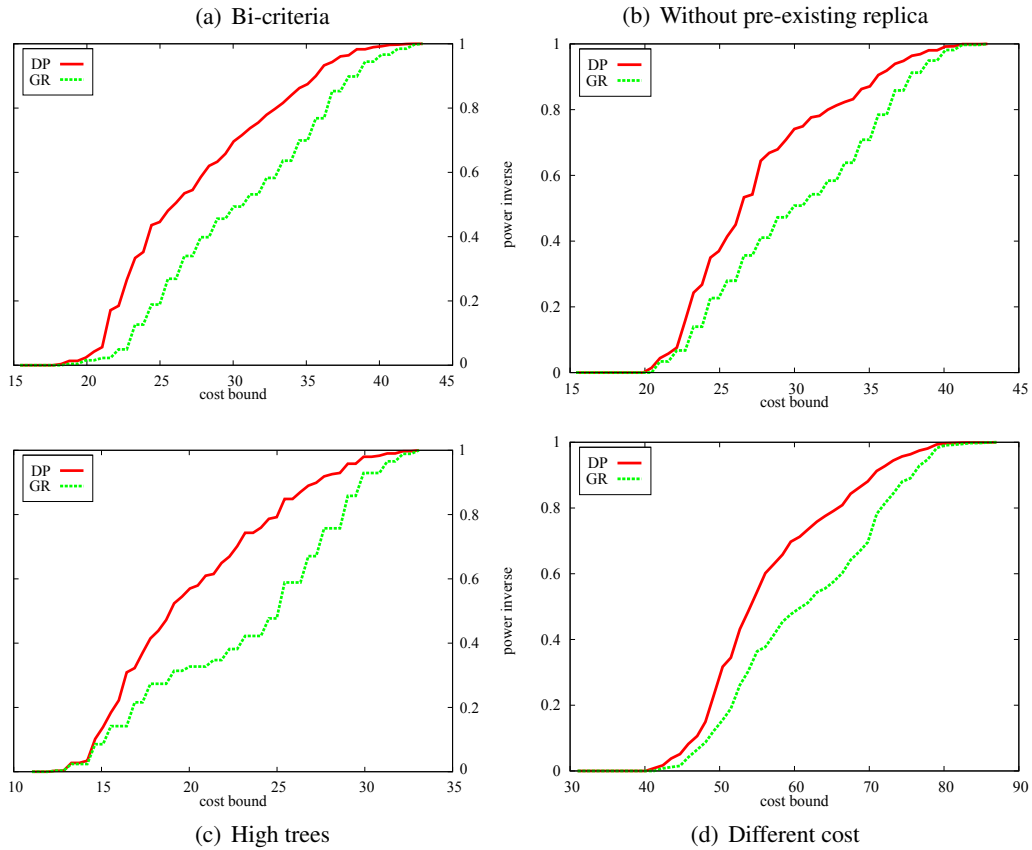 (a) Bi-criteria
(b) Without pre-existing replica
DP
GR
1
0.8
0.6
0.4
0.2
0
power inverse
15 20 25 30 35 40 45
cost bound
DP
GR
15 20 25 30 35 40 45
cost bound
DP
GR
1
0.8
0.6
0.4
0.2
0
power inverse
10 15 20 25 30 35
cost bound
DP
GR
30 40 50 60 70 80 90
cost bound
1
0.8
0.6
0.4
0.2
0
1
0.8
0.6
0.4
0.2
0
(c) High trees
(d) Different cost